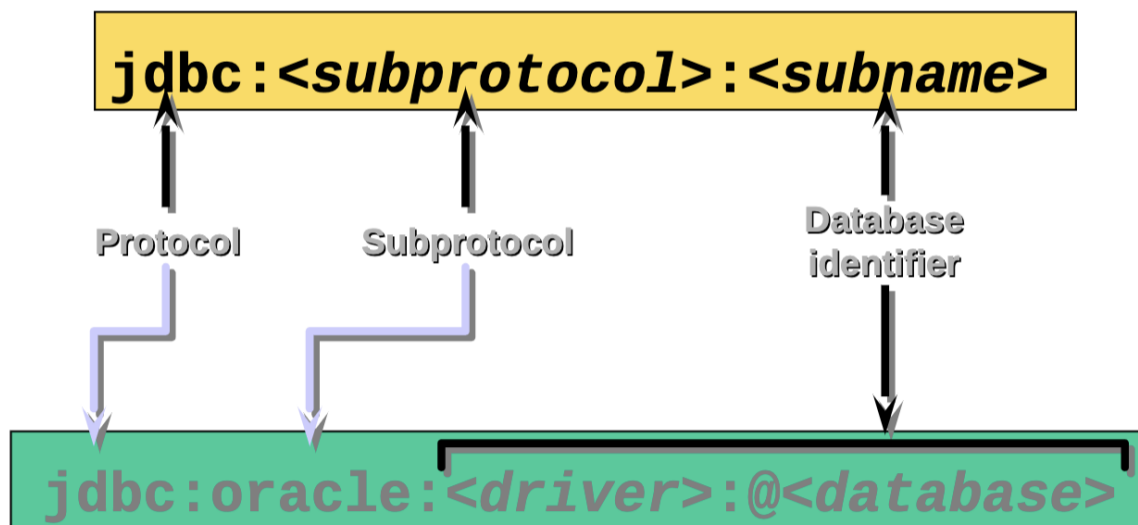 jdbc:<subprotocol>:<subname>
Protocol
Subprotocol
Database
identifier
jdbc:oracle:<driver>:@<database>